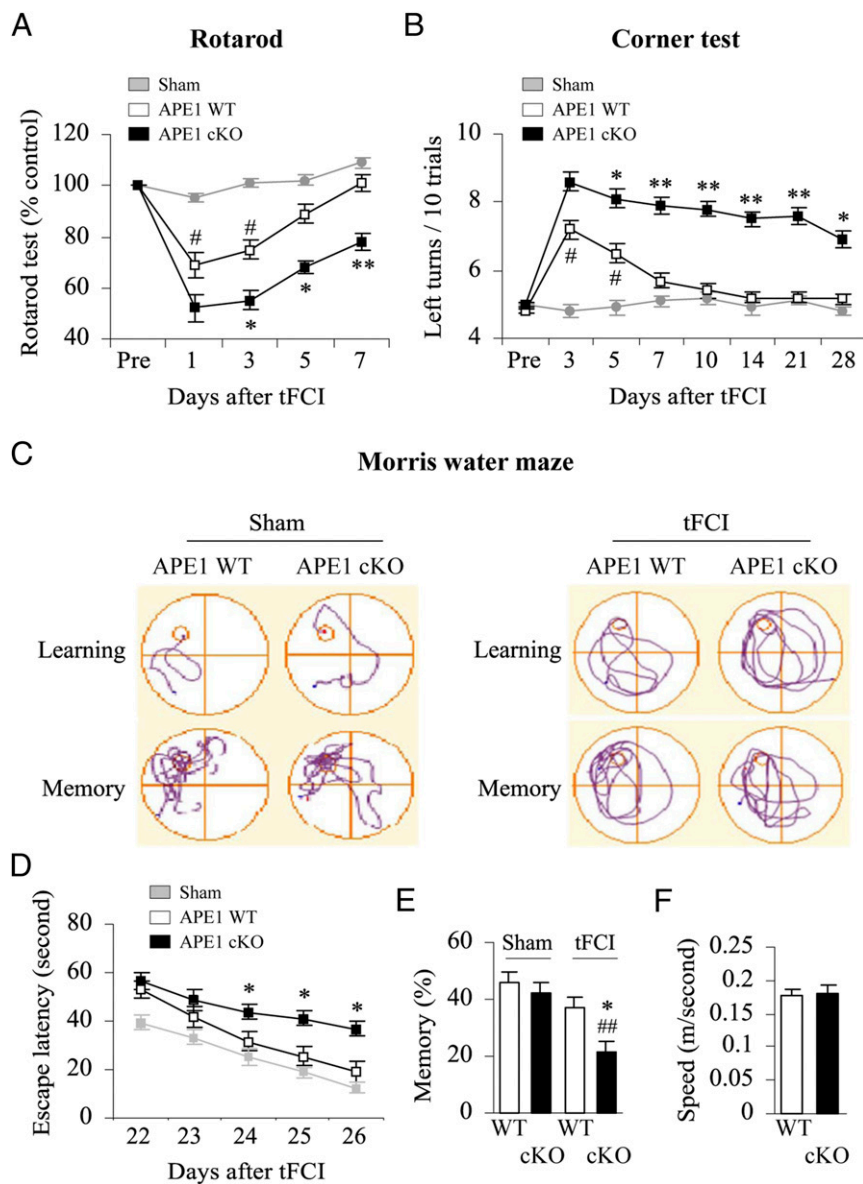 A
Rotarod
Sham
APE1 WT
APE1 cKO
Rotarod test (% control)
120
100
80
60
40
#
#
*
*
**
Pre 1 3 5 7
Days after tFCI
B
Corner test
Sham
APE1 WT
APE1 cKO
Left turns / 10 trials
10
8
6
4
* ** ** ** ** *
# #
Pre 3 5 7 10 14 21 28
Days after tFCI
C
Morris water maze
Sham
APE1 WT APE1 cKO
tFCI
APE1 WT APE1 cKO
Learning
Memory
Learning
Memory
D
Sham
APE1 WT
APE1 cKO
Escape latency (second)
80
60
40
20
0
* * *
22 23 24 25 26
Days after tFCI
E
Sham tFCI
Memory (%)
60
40
20
0
*
##
WT WT
cKO cKO
F
Speed (m/second)
0.25
0.2
0.15
0.1
0.05
0
WT
cKO